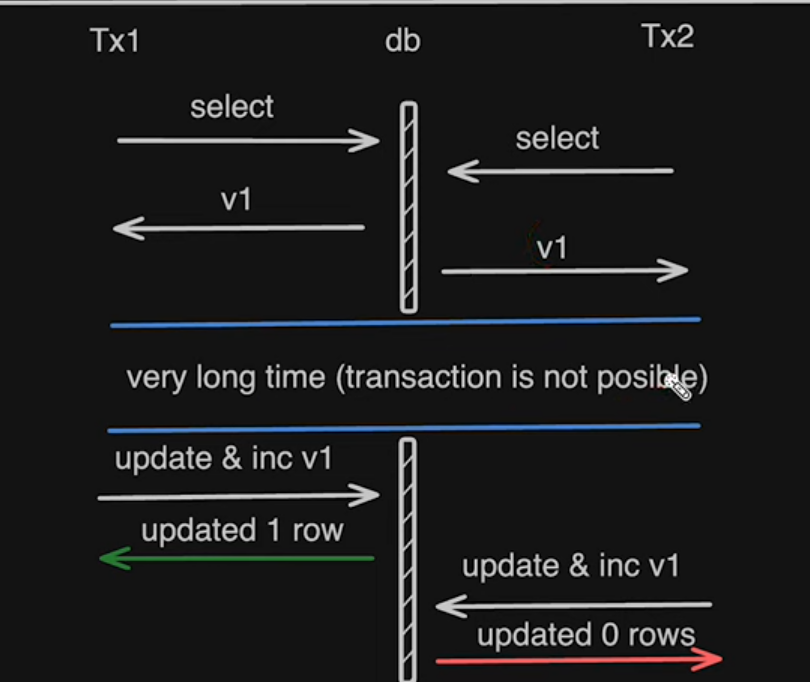 Tx1 db Tx2
select
select
v1
v1
very long time (transaction is not posible)
update & inc v1
updated 1 row
update & inc v1
updated 0 rows